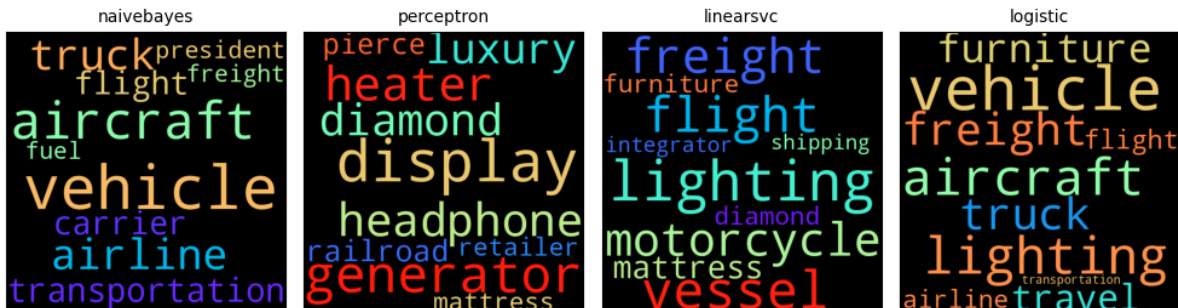 naivebayes
truck president
flight freight
aircraft
fuel
vehicle
carrier
airline
transportation
perceptron
pierce luxury
heater
diamond
display
headphone
railroad retailer
generator
mattress
linearsvc
freight
furniture
flight
integrator shipping
lighting
diamond
motorcycle
mattress
vessel
logistic
furniture
vehicle
freight flight
aircraft
truck
lighting
transportation
airline travel